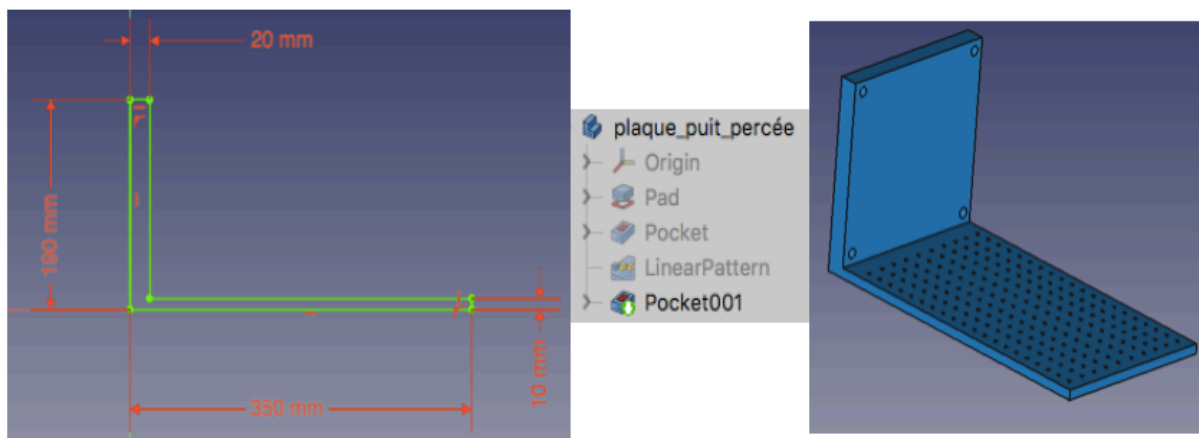 20 mm
190 mm
350 mm
10 mm
plaque_puit_percée
Origin
Pad
Pocket
LinearPattern
Pocket001